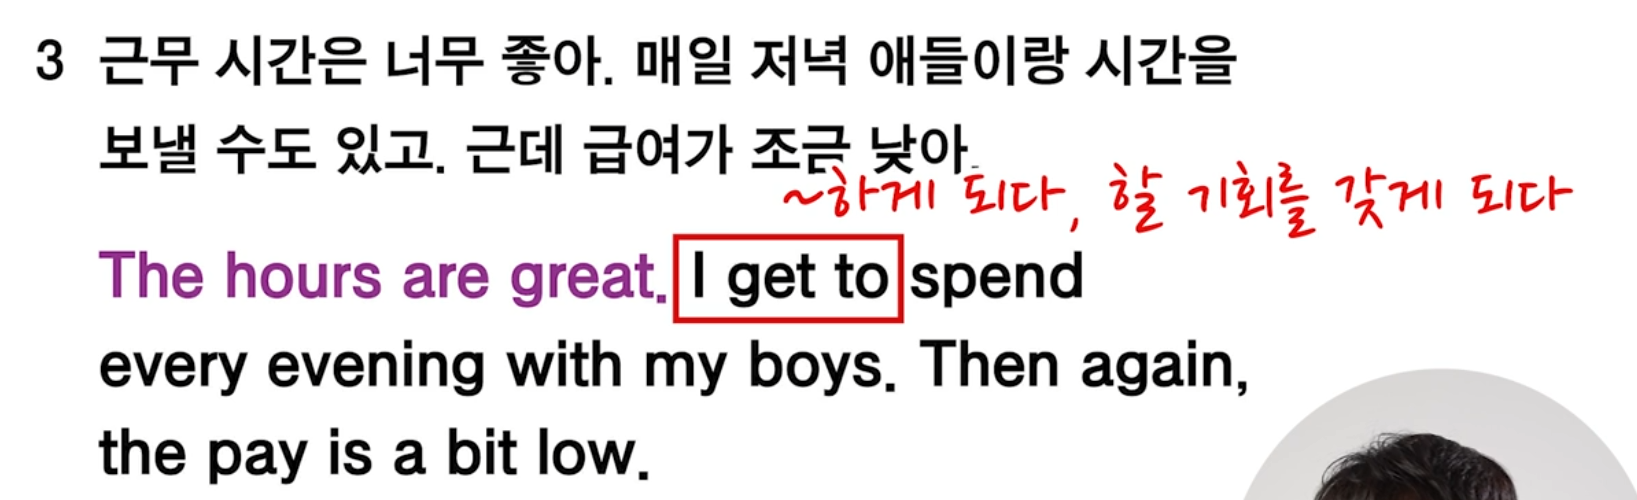 3 근무 시간은 너무 좋아. 매일 저녁 애들이랑 시간을
보낼 수도 있고. 근데 급여가 조금 낮아.
~하게 되다, 할 기회를 갖게 되다
The hours are great. I get to spend
every evening with my boys. Then again,
the pay is a bit low.